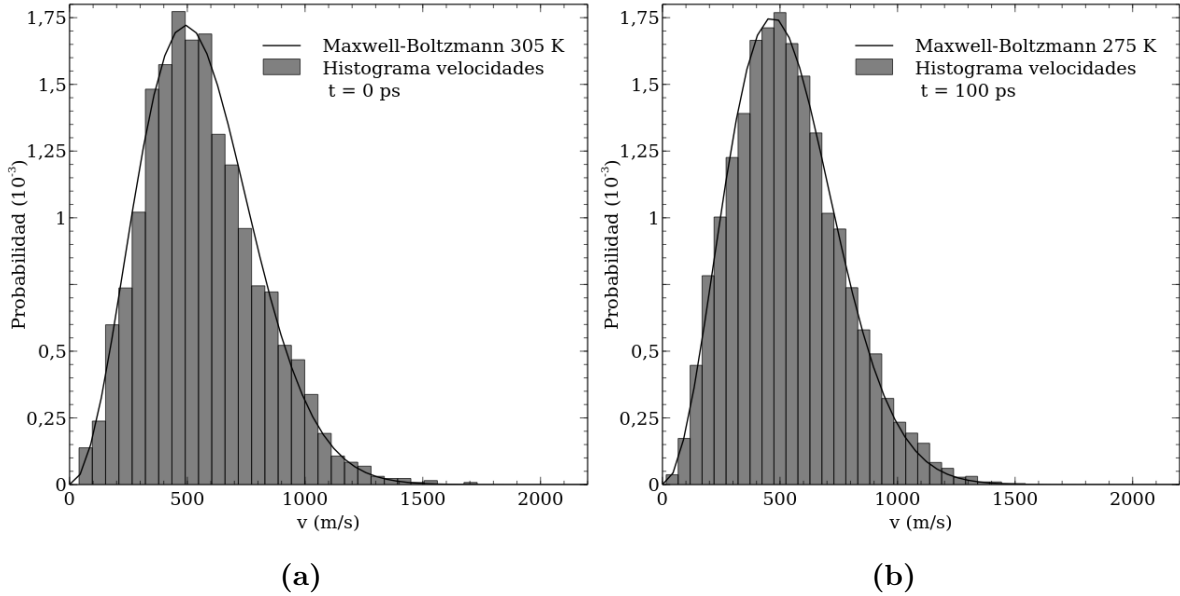 1,75
1,5
1,25
1
0,5
0,25
0
Probabilidad (10⁻³)
Maxwell-Boltzmann 305 K
Histograma velocidades
t = 0 ps
0 500 1000 1500 2000
v (m/s)
(a)
1,75
1,5
1,25
1
0,5
0,25
0
Probabilidad (10⁻³)
Maxwell-Boltzmann 275 K
Histograma velocidades
t = 100 ps
0 500 1000 1500 2000
v (m/s)
(b)